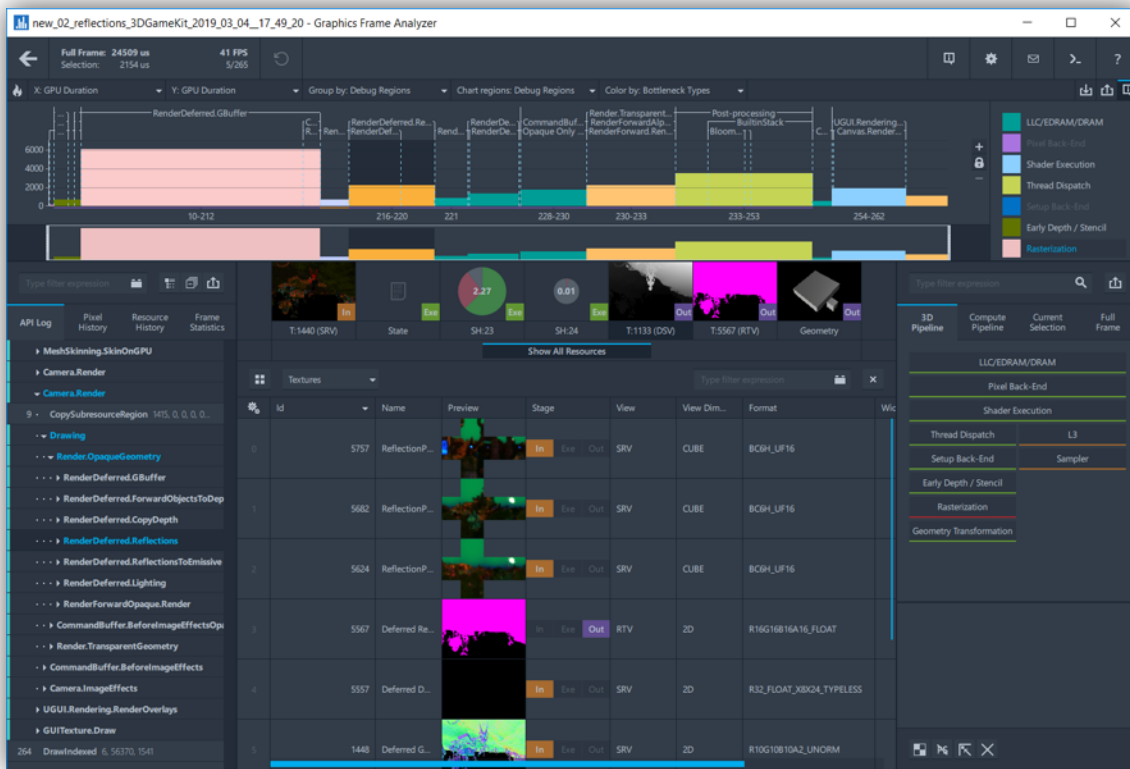 new_02_reflections_3DGameKit_2019_03_04__17_49_20 - Graphics Frame Analyzer
Full Frame: 24509 us 41 FPS
Selection: 2154 us 5/265
X: GPU Duration Y: GPU Duration Group by: Debug Regions Chart regions: Debug Regions Color by: Bottleneck Types
RenderDeferred.GBuffer Render.Transparent... Post-processing
C... RenderDeferred.Re... RenderDe... CommandBuf... RenderForwardAlp... BuiltinStack UGUI.Rendering...
R... Ren... RenderDef... Rend... RenderDe... Opaque Only ... RenderForward.Ren... Bloom... C... Canvas.Render...
6000
4000
2000
0
10-212 216-220 221 228-230 230-233 233-253 254-262
LLC/EDRAM/DRAM
Pixel Back-End
Shader Execution
Thread Dispatch
Setup Back-End
Early Depth / Stencil
Rasterization
Type filter expression
API Log Pixel History Resource History Frame Statistics
MeshSkinning.SkinOnGPU
Camera.Render
Camera.Render
9 CopySubresourceRegion 1415, 0, 0, 0, 0...
Drawing
Render.OpaqueGeometry
RenderDeferred.GBuffer
RenderDeferred.ForwardObjectsToDep
RenderDeferred.CopyDepth
RenderDeferred.Reflections
RenderDeferred.ReflectionsToEmissive
RenderDeferred.Lighting
RenderForwardOpaque.Render
CommandBuffer.BeforeImageEffectsOpa
Render.TransparentGeometry
CommandBuffer.BeforeImageEffects
Camera.ImageEffects
UGUI.Rendering.RenderOverlays
GUITexture.Draw
264 DrawIndexed 6, 56370, 1541
2.27 0.01
In Exe Exe Exe Out Out Out
T:1440 (SRV) State SH:23 SH:24 T:1133 (DSV) T:5567 (RTV) Geometry
Show All Resources
Textures Type filter expression
Id Name Preview Stage View View Dim... Format Wid
0 5757 ReflectionP... In Exe Out SRV CUBE BC6H_UF16
1 5682 ReflectionP... In Exe Out SRV CUBE BC6H_UF16
2 5624 ReflectionP... In Exe Out SRV CUBE BC6H_UF16
3 5567 Deferred Re... In Exe Out RTV 2D R16G16B16A16_FLOAT
4 5557 Deferred D... In Exe Out SRV 2D R32_FLOAT_X8X24_TYPELESS
5 1448 Deferred G... In Exe Out SRV 2D R10G10B10A2_UNORM
Type filter expression
3D Pipeline Compute Pipeline Current Selection Full Frame
LLC/EDRAM/DRAM
Pixel Back-End
Shader Execution
Thread Dispatch L3
Setup Back-End Sampler
Early Depth / Stencil
Rasterization
Geometry Transformation